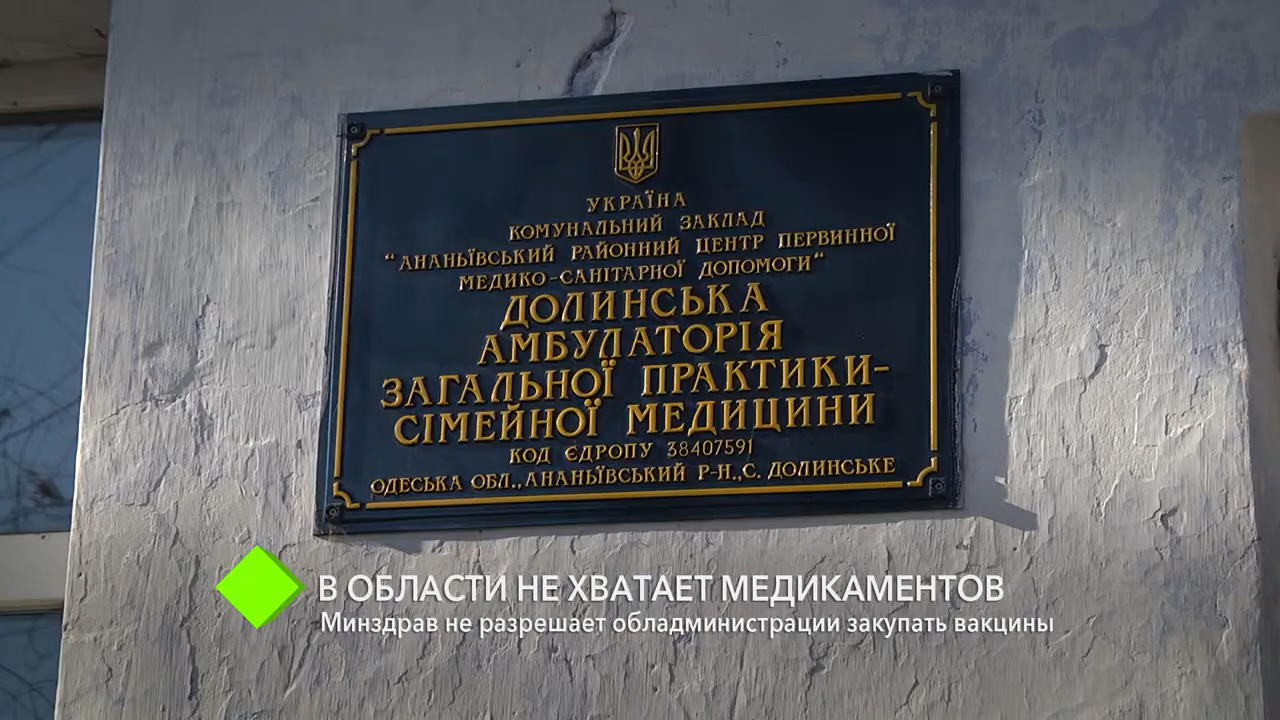 УКРАЇНА
КОМУНАЛЬНИЙ ЗАКЛАД
"АНАНЬЇВСЬКИЙ РАЙОННИЙ ЦЕНТР ПЕРВИННОЇ
МЕДИКО-САНІТАРНОЇ ДОПОМОГИ"
ДОЛИНСЬКА
АМБУЛАТОРІЯ
ЗАГАЛЬНОЇ ПРАКТИКИ-
СІМЕЙНОЇ МЕДИЦИНИ
КОД ЄДРОПУ 38407591
ОДЕСЬКА ОБЛ., АНАНЬЇВСЬКИЙ Р-Н., С. ДОЛИНСЬКЕ
В ОБЛАСТИ НЕ ХВАТАЕТ МЕДИКАМЕНТОВ
Минздрав не разрешает обладминистрации закупать вакцины